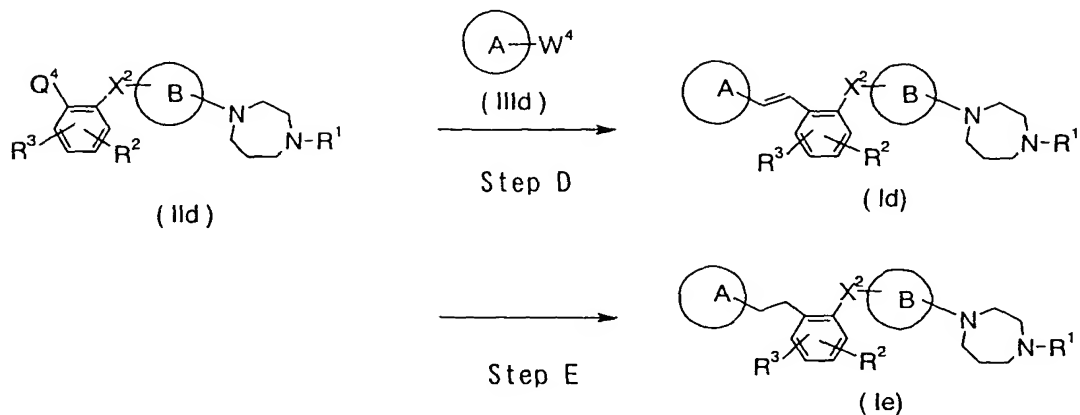 A W⁴
(IIId)
Q⁴ X² B N N-R¹ R³ R²
(IId)
Step D
A X² B N N-R¹ R³ R²
(Id)
Step E
A X² B N N-R¹ R³ R²
(Ie)